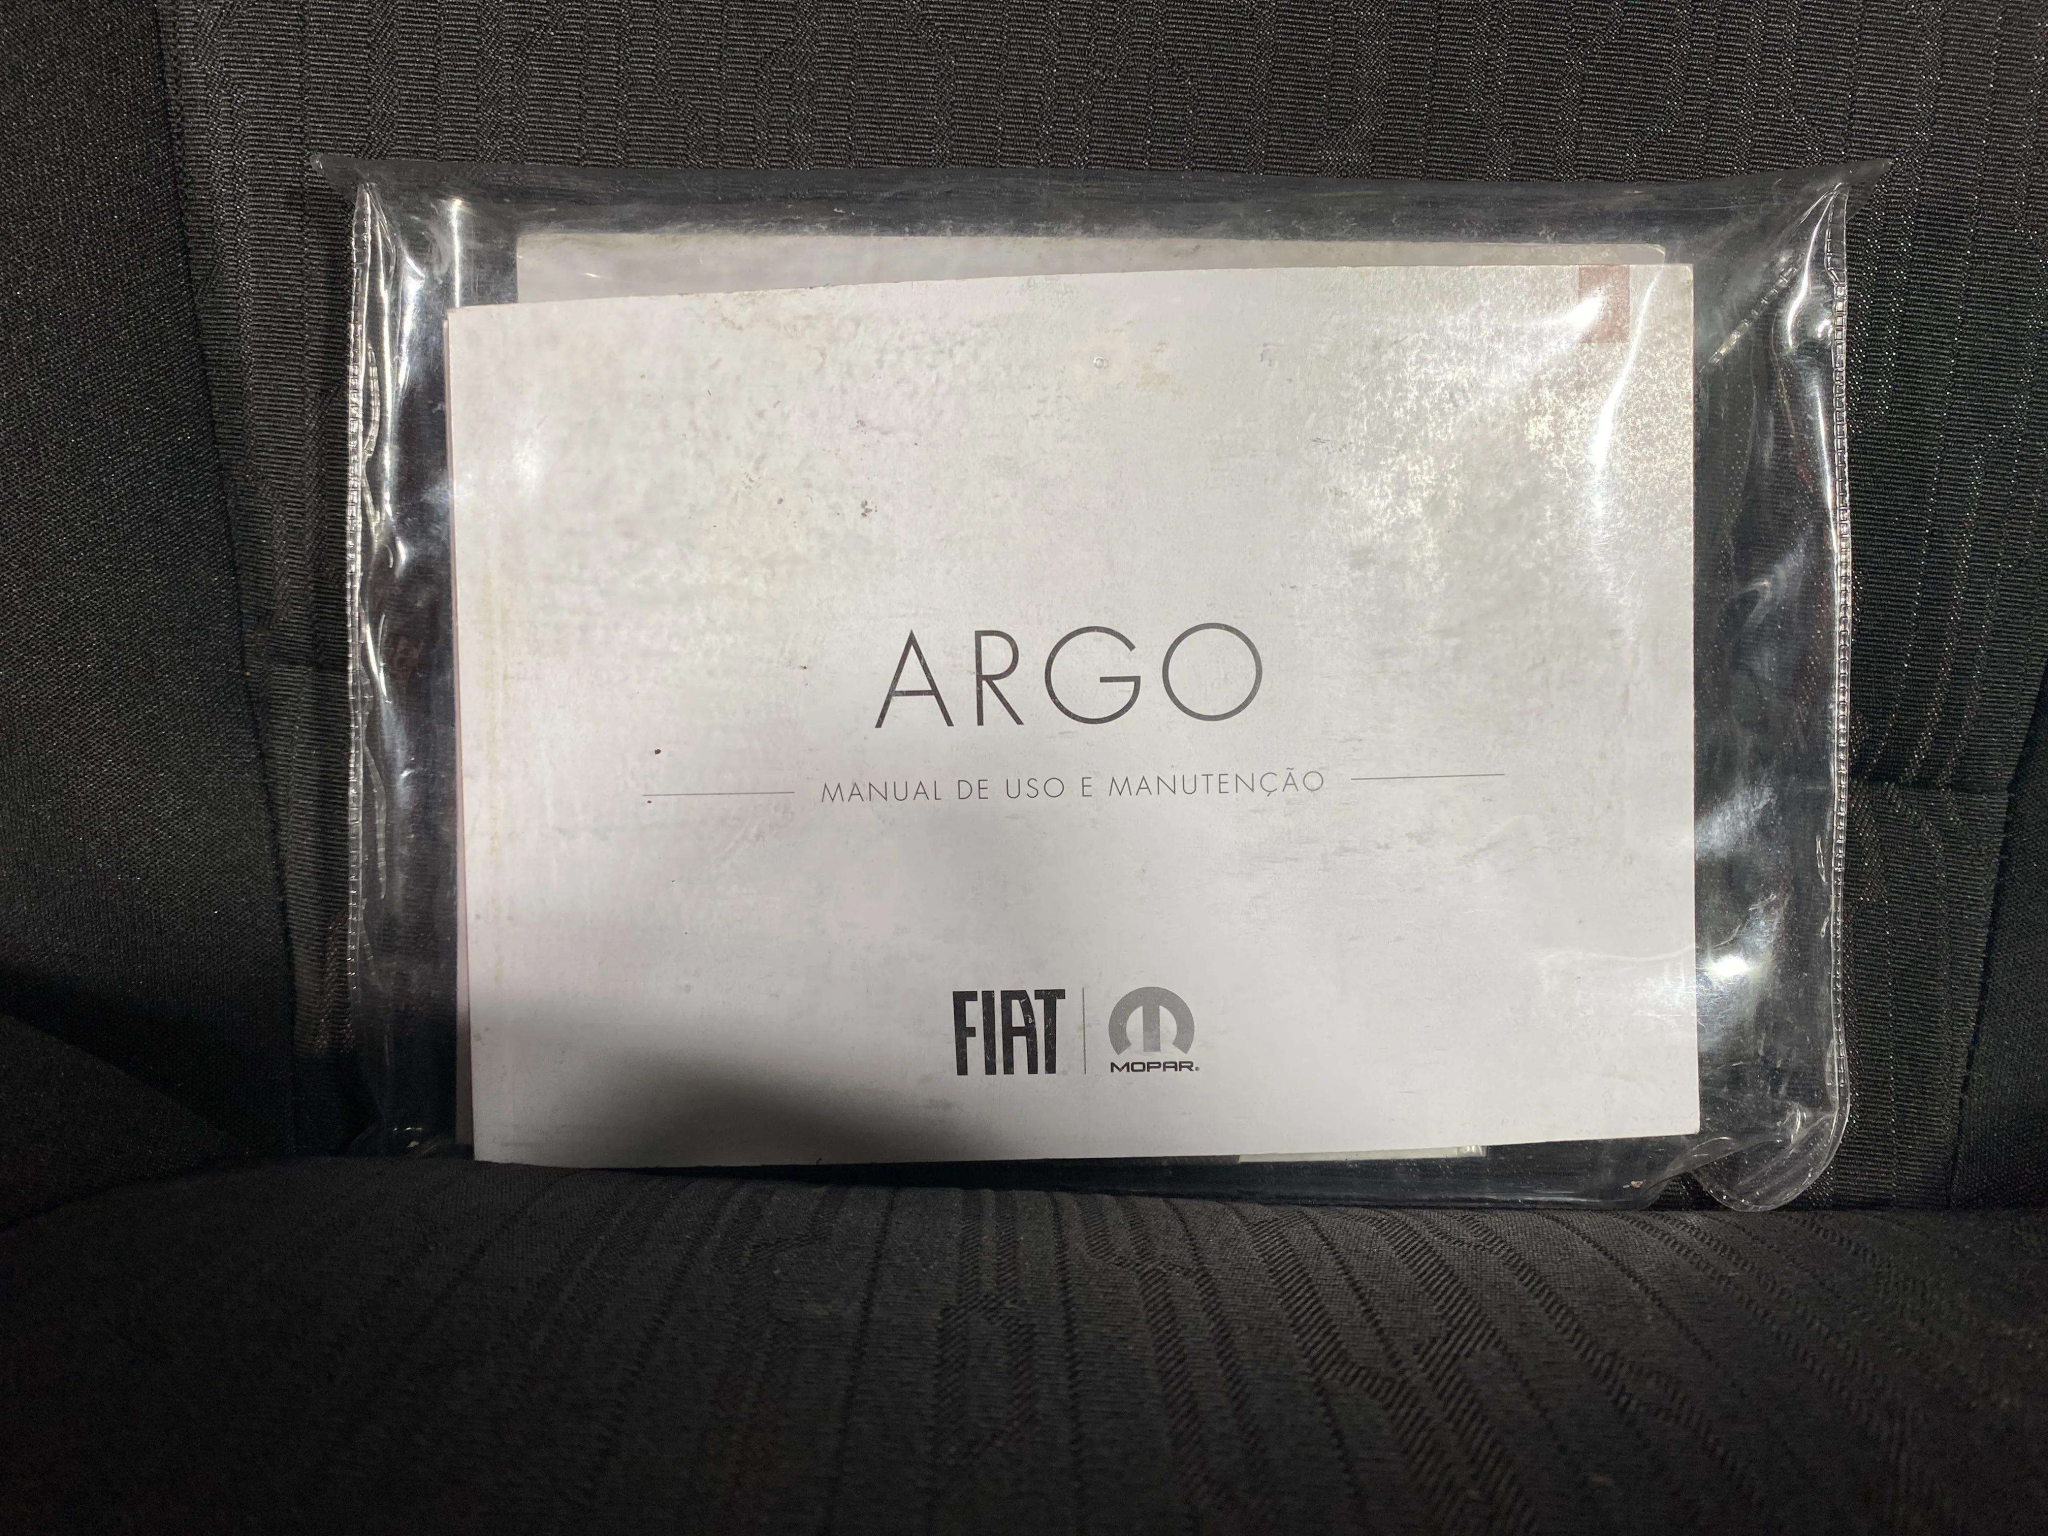 ARGO
MANUAL DE USO E MANUTENÇÃO
FIAT
MOPAR®